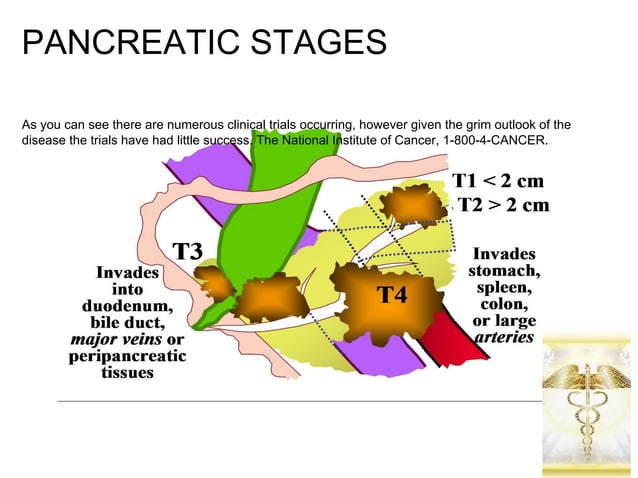 PANCREATIC STAGES
As you can see there are numerous clinical trials occurring, however given the grim outlook of the
disease the trials have had little success. The National Institute of Cancer, 1-800-4-CANCER.
T1 < 2 cm
T2 > 2 cm
T3
Invades
into
duodenum,
bile duct,
major veins or
peripancreatic
tissues
T4
Invades
stomach,
spleen,
colon,
or large
arteries